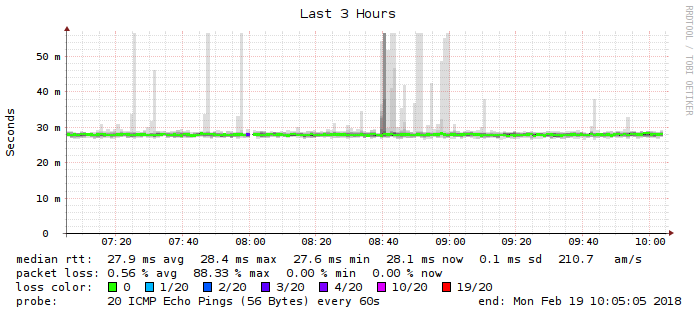 Last 3 Hours
RRDTOOL / TOBI OETIKER
Seconds
50 m
40 m
30 m
20 m
10 m
0
07:20 07:40 08:00 08:20 08:40 09:00 09:20 09:40 10:00
median rtt: 27.9 ms avg 28.4 ms max 27.6 ms min 28.1 ms now 0.1 ms sd 210.7 am/s
packet loss: 0.56 % avg 88.33 % max 0.00 % min 0.00 % now
loss color: 0 1/20 2/20 3/20 4/20 10/20 19/20
probe: 20 ICMP Echo Pings (56 Bytes) every 60s end: Mon Feb 19 10:05:05 2018